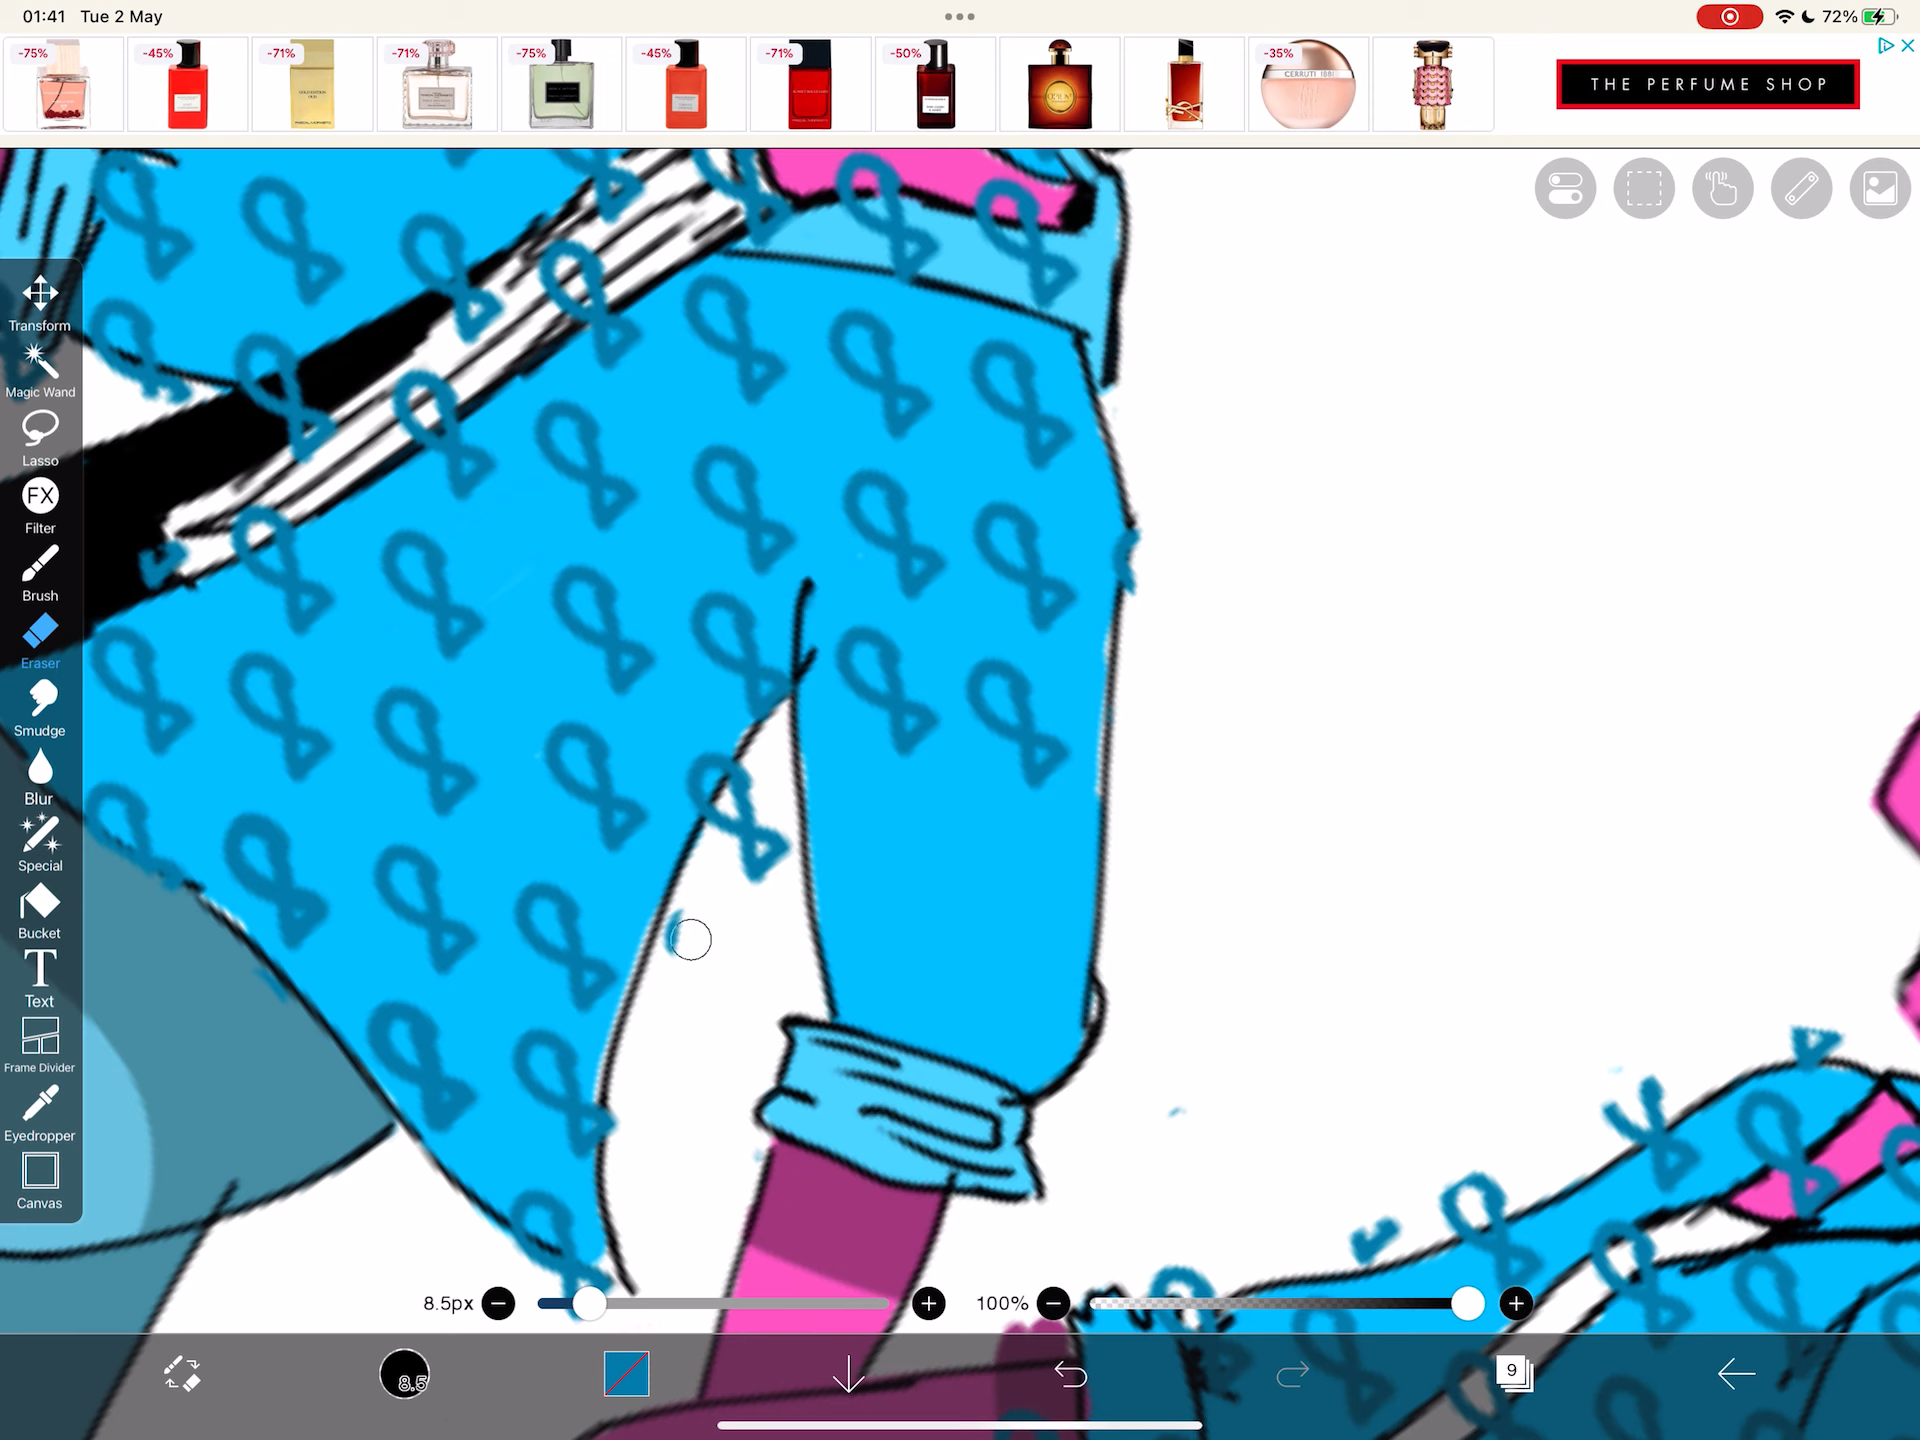 01:41 Tue 2 May
72%
-75%
-45%
-71%
-71%
-75%
-45%
-71%
-50%
-35%
CERRUTI 1881
THE PERFUME SHOP
Transform
Magic Wand
Lasso
FX
Filter
Brush
Eraser
Smudge
Blur
Special
Bucket
T
Text
Frame Divider
Eyedropper
Canvas
8.5px
100%
8.5
9